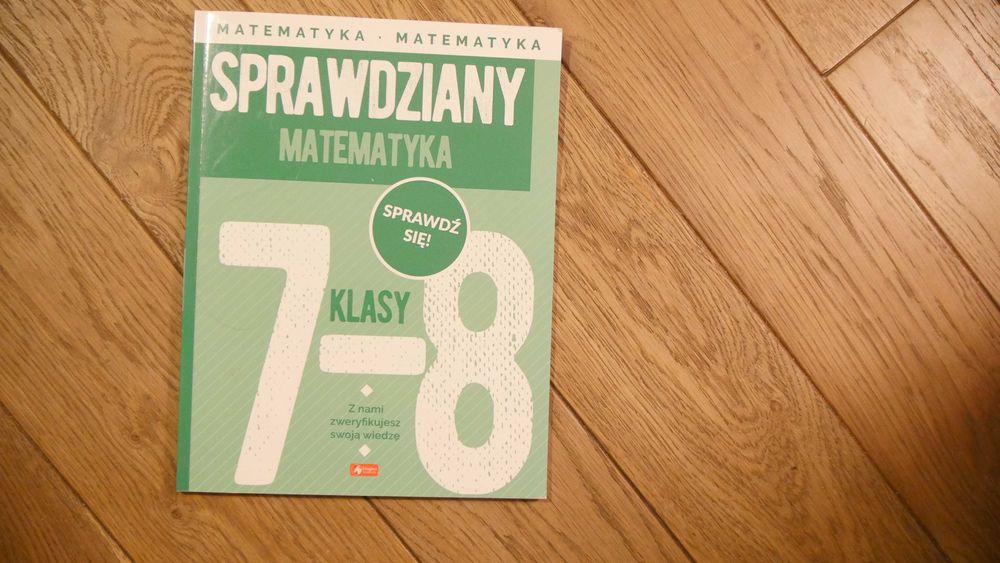 MATEMATYKA · MATEMATYKA
SPRAWDZIANY
MATEMATYKA
SPRAWDŹ
SIĘ!
7-8
KLASY
Z nami
zweryfikujesz
swoją wiedzę